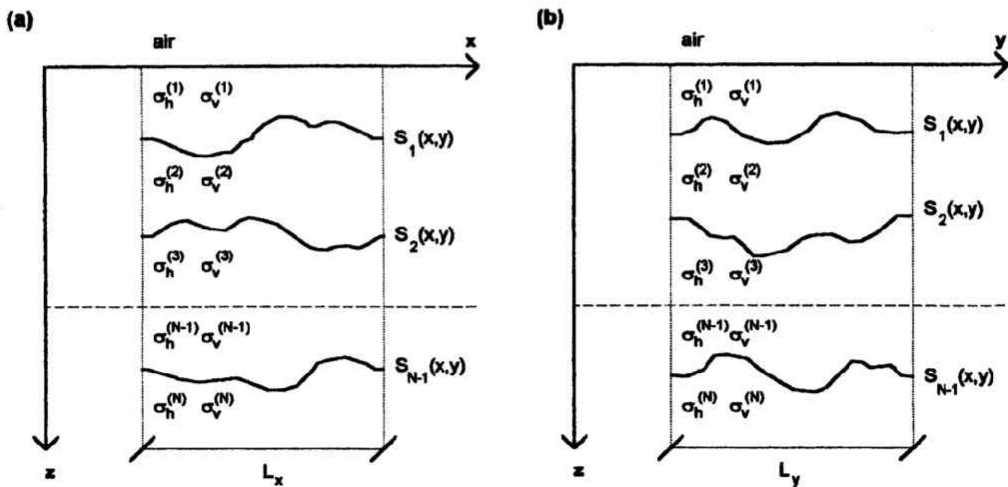 (a)
air
x
σh(1) σv(1)
S1(x,y)
σh(2) σv(2)
S2(x,y)
σh(3) σv(3)
σh(N-1) σv(N-1)
SN-1(x,y)
σh(N) σv(N)
z
Lx
(b)
air
y
σh(1) σv(1)
S1(x,y)
σh(2) σv(2)
S2(x,y)
σh(3) σv(3)
σh(N-1) σv(N-1)
SN-1(x,y)
σh(N) σv(N)
z
Ly